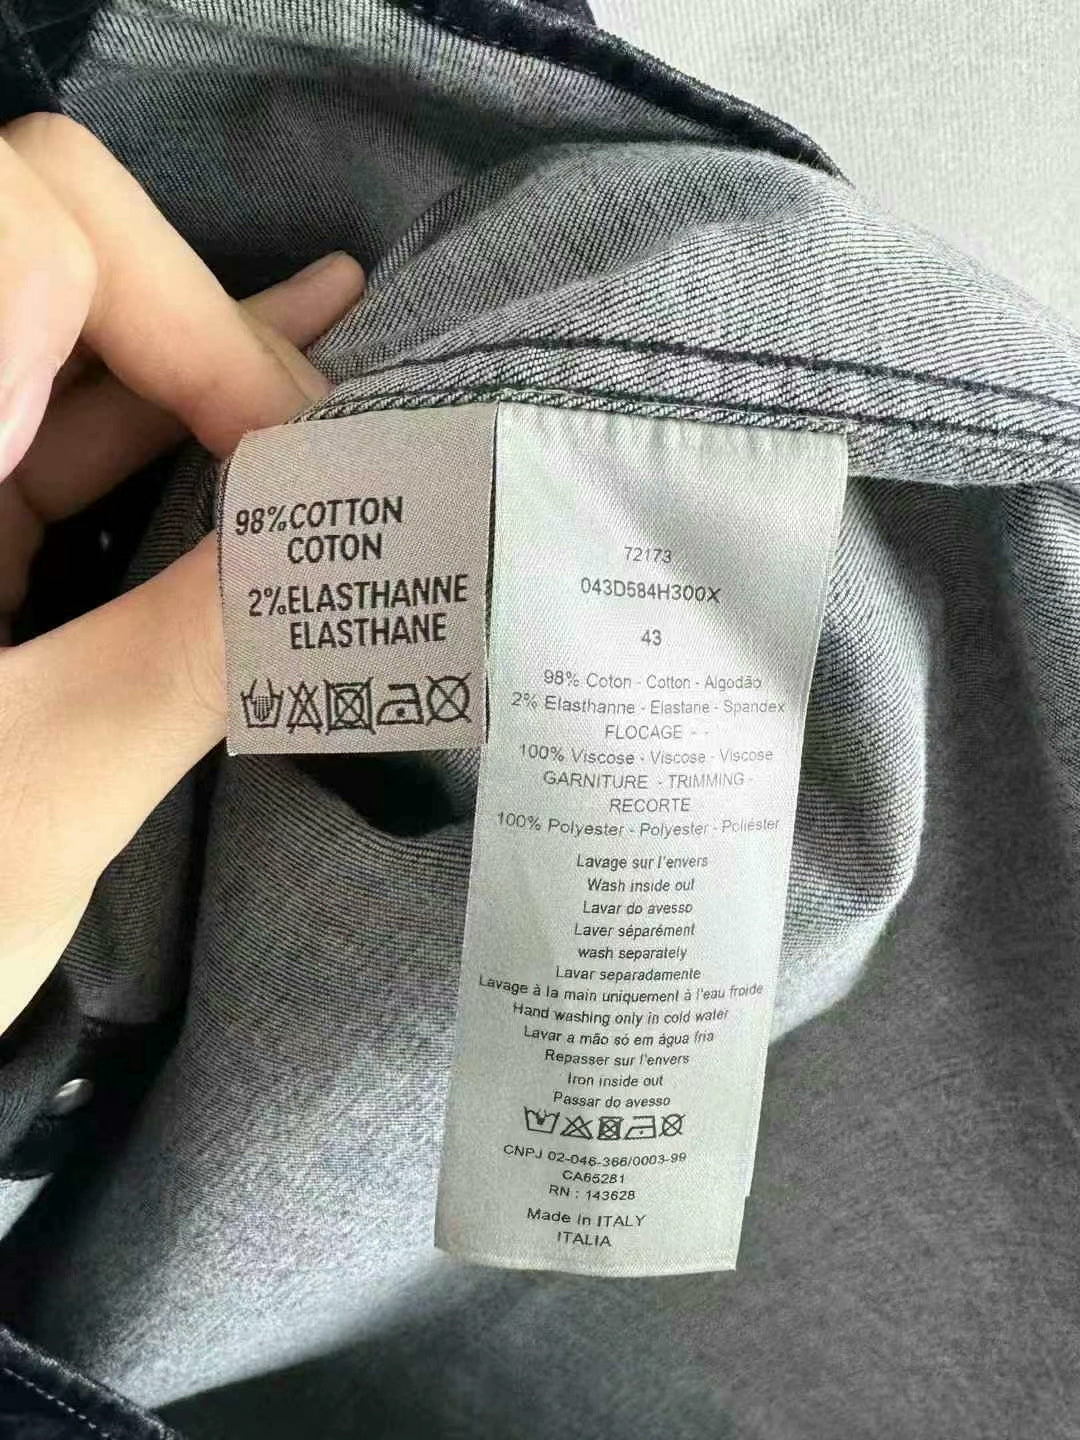 98%COTTON
COTON
2%ELASTHANNE
ELASTHANE
72173
043D584H300X
43
98% Coton - Cotton - Algodão
2% Elasthanne - Elastane - Spandex
FLOCAGE - -
100% Viscose - Viscose - Viscose
GARNITURE - TRIMMING -
RECORTE
100% Polyester - Polyester - Poliéster
Lavage sur l'envers
Wash inside out
Lavar do avesso
Laver séparément
wash separately
Lavar separadamente
Lavage à la main uniquement à l'eau froide
Hand washing only in cold water
Lavar a mão só em água fria
Repasser sur l'envers
Iron inside out
Passar do avesso
CNPJ 02-046-366/0003-99
CA65281
RN : 143628
Made in ITALY
ITALIA